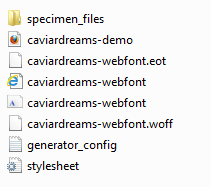 specimen_files
caviardreams-demo
caviardreams-webfont.eot
caviardreams-webfont
caviardreams-webfont
caviardreams-webfont.woff
generator_config
stylesheet